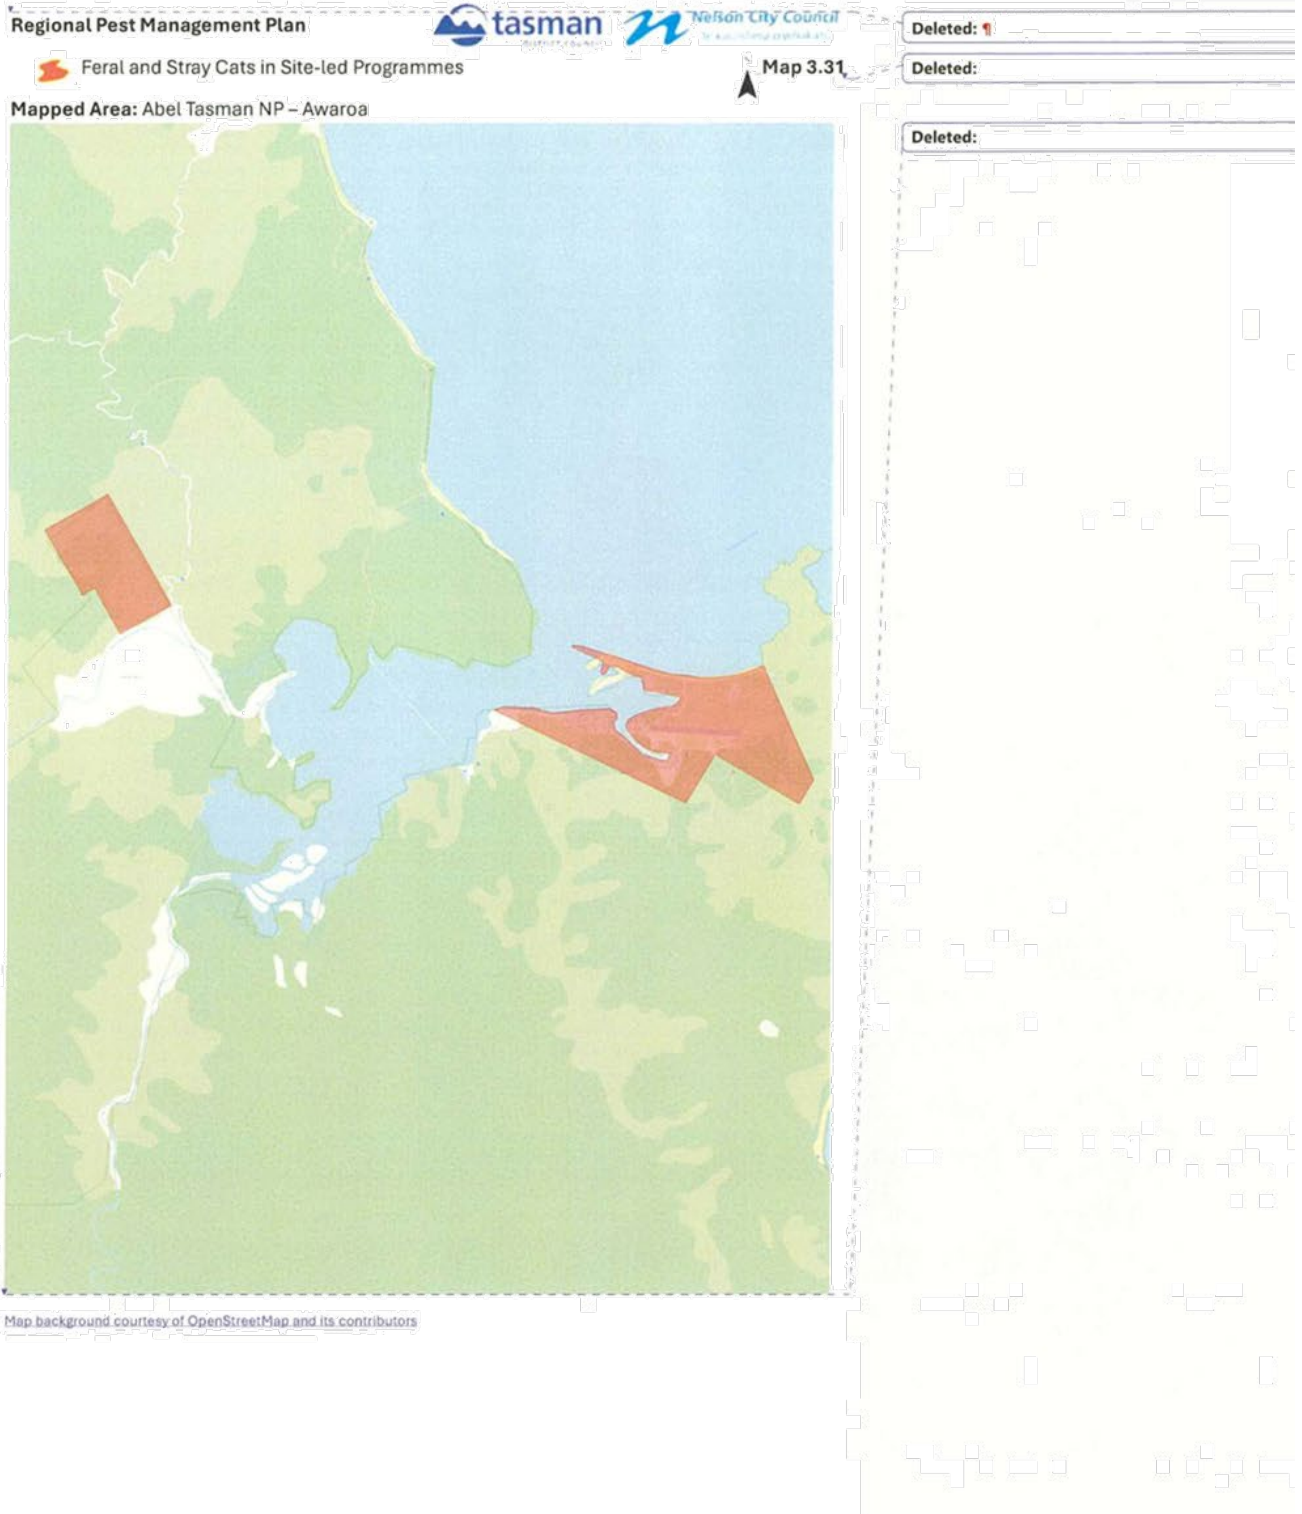 Regional Pest Management Plan
tasman
Nelson City Council
Deleted: ¶
Feral and Stray Cats in Site-led Programmes
Map 3.31
Deleted:
Mapped Area: Abel Tasman NP – Awaroa
Deleted:
Map background courtesy of OpenStreetMap and its contributors